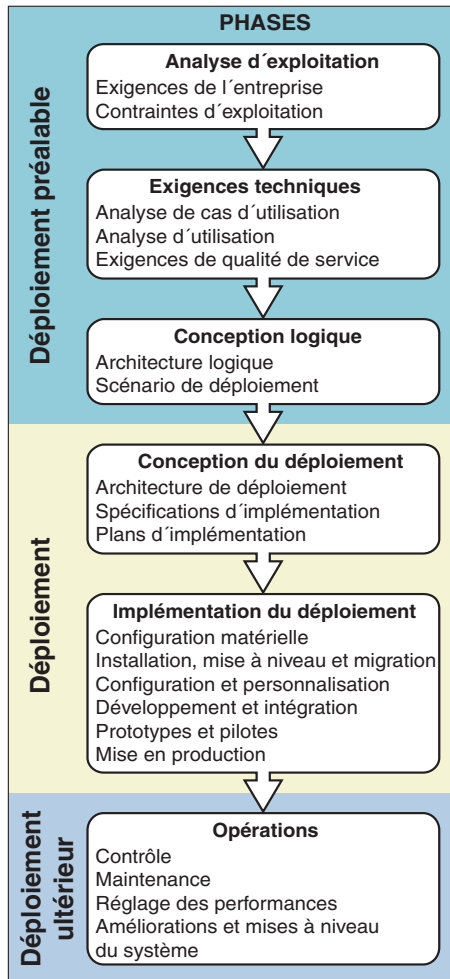 PHASES
Déploiement préalable
Analyse d´exploitation
Exigences de l´entreprise
Contraintes d´exploitation
Exigences techniques
Analyse de cas d´utilisation
Analyse d´utilisation
Exigences de qualité de service
Conception logique
Architecture logique
Scénario de déploiement
Déploiement
Conception du déploiement
Architecture de déploiement
Spécifications d´implémentation
Plans d´implémentation
Implémentation du déploiement
Configuration matérielle
Installation, mise à niveau et migration
Configuration et personnalisation
Développement et intégration
Prototypes et pilotes
Mise en production
Déploiement
ultérieur
Opérations
Contrôle
Maintenance
Réglage des performances
Améliorations et mises à niveau
du système